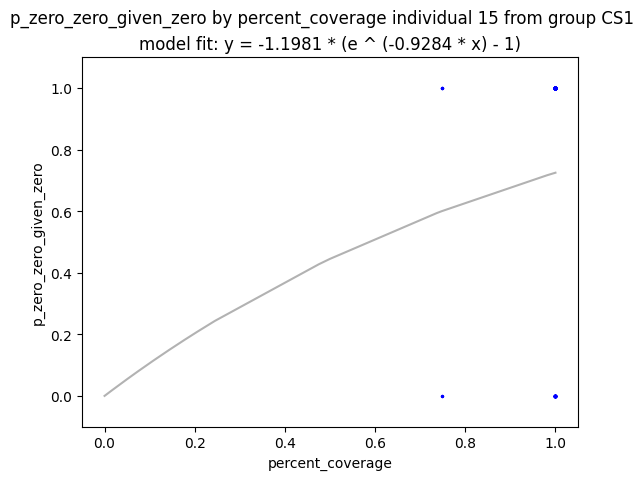 p_zero_zero_given_zero by percent_coverage individual 15 from group CS1
model fit: y = -1.1981 * (e ^ (-0.9284 * x) - 1)
1.0
0.8
0.6
0.4
0.2
0.0
p_zero_zero_given_zero
0.0 0.2 0.4 0.6 0.8 1.0
percent_coverage